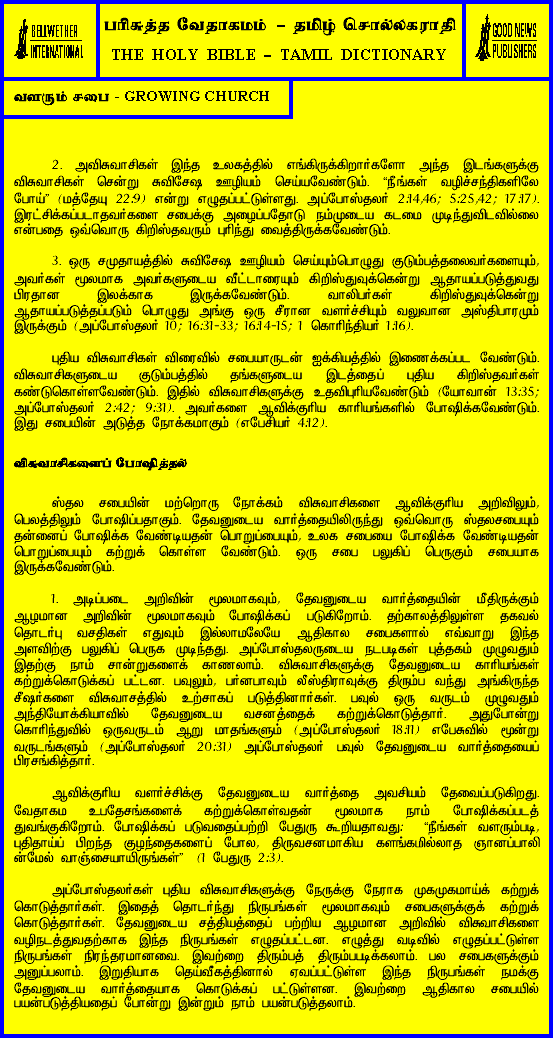 BELLWETHER
INTERNATIONAL
பரிசுத்த வேதாகமம் – தமிழ் சொல்லகராதி
THE HOLY BIBLE – TAMIL DICTIONARY
GOOD NEWS
PUBLISHERS
வளரும் சபை - GROWING CHURCH
2. அவிசுவாசிகள் இந்த உலகத்தில் எங்கிருக்கிறார்களோ அந்த இடங்களுக்கு
விசுவாசிகள் சென்று சுவிசேஷ ஊழியம் செய்யவேண்டும். “நீங்கள் வழிச்சந்திகளிலே
போய்” (மத்தேயு 22:9) என்று எழுதப்பட்டுள்ளது. அப்போஸ்தலர் 2:14,46; 5:25,42; 17:17).
இரட்சிக்கப்படாதவர்களை சபைக்கு அழைப்பதோடு நம்முடைய கடமை முடிந்துவிடவில்லை
என்பதை ஒவ்வொரு கிறிஸ்தவரும் புரிந்து வைத்திருக்கவேண்டும்.
3. ஒரு சமுதாயத்தில் சுவிசேஷ ஊழியம் செய்யும்பொழுது குடும்பத்தலைவர்களையும்,
அவர்கள் மூலமாக அவர்களுடைய வீட்டாரையும் கிறிஸ்துவுக்கென்று ஆதாயப்படுத்துவது
பிரதான இலக்காக இருக்கவேண்டும். வாலிபர்கள் கிறிஸ்துவுக்கென்று
ஆதாயப்படுத்தப்படும் பொழுது அங்கு ஒரு சீரான வளர்ச்சியும் வலுவான அஸ்திபாரமும்
இருக்கும் (அப்போஸ்தலர் 10; 16:31-33; 16:14-15; 1 கொரிந்தியர் 1:16).
புதிய விசுவாசிகள் விரைவில் சபையாருடன் ஐக்கியத்தில் இணைக்கப்பட வேண்டும்.
விசுவாசிகளுடைய குடும்பத்தில் தங்களுடைய இடத்தைப் புதிய கிறிஸ்தவர்கள்
கண்டுகொள்ளவேண்டும். இதில் விசுவாசிகளுக்கு உதவிபுரியவேண்டும் (யோவான் 13:35;
அப்போஸ்தலர் 2:42; 9:31). அவர்களை ஆவிக்குரிய காரியங்களில் போஷிக்கவேண்டும்.
இது சபையின் அடுத்த நோக்கமாகும் (எபேசியர் 4:12).
விசுவாசிகளைப் போஷித்தல்
ஸ்தல சபையின் மற்றொரு நோக்கம் விசுவாசிகளை ஆவிக்குரிய அறிவிலும்,
பெலத்திலும் போஷிப்பதாகும். தேவனுடைய வார்த்தையிலிருந்து ஒவ்வொரு ஸ்தலசபையும்
தன்னைப் போஷிக்க வேண்டியதன் பொறுப்பையும், உலக சபையை போஷிக்க வேண்டியதன்
பொறுப்பையும் கற்றுக் கொள்ள வேண்டும். ஒரு சபை பலுகிப் பெருகும் சபையாக
இருக்கவேண்டும்.
1. அடிப்படை அறிவின் மூலமாகவும், தேவனுடைய வார்த்தையின் மீதிருக்கும்
ஆழமான அறிவின் மூலமாகவும் போஷிக்கப் படுகிறோம். தற்காலத்திலுள்ள தகவல்
தொடர்பு வசதிகள் எதுவும் இல்லாமலேயே ஆதிகால சபைகளால் எவ்வாறு இந்த
அளவிற்கு பலுகிப் பெருக முடிந்தது. அப்போஸ்தலருடைய நடபடிகள் புத்தகம் முழுவதும்
இதற்கு நாம் சான்றுகளைக் காணலாம். விசுவாசிகளுக்கு தேவனுடைய காரியங்கள்
கற்றுக்கொடுக்கப் பட்டன. பவுலும், பர்னபாவும் லீஸ்திராவுக்கு திரும்ப வந்து அங்கிருந்த
சீஷர்களை விசுவாசத்தில் உற்சாகப் படுத்தினார்கள். பவுல் ஒரு வருடம் முழுவதும்
அந்தியோக்கியாவில் தேவனுடைய வசனத்தைக் கற்றுக்கொடுத்தார். அதுபோன்று
கொரிந்துவில் ஒருவருடம் ஆறு மாதங்களும் (அப்போஸ்தலர் 18:11) எபேசுவில் மூன்று
வருடங்களும் (அப்போஸ்தலர் 20:31) அப்போஸ்தலர் பவுல் தேவனுடைய வார்த்தையைப்
பிரசங்கித்தார்.
ஆவிக்குரிய வளர்ச்சிக்கு தேவனுடைய வார்த்தை அவசியம் தேவைப்படுகிறது.
வேதாகம உபதேசங்களைக் கற்றுக்கொள்வதன் மூலமாக நாம் போஷிக்கப்படத்
துவங்குகிறோம். போஷிக்கப் படுவதைப்பற்றி பேதுரு கூறியதாவது: “நீங்கள் வளரும்படி,
புதிதாய்ப் பிறந்த குழந்தைகளைப் போல, திருவசனமாகிய களங்கமில்லாத ஞானப்பாலி
ன்மேல் வாஞ்சையாயிருங்கள்” (1 பேதுரு 2:3).
அப்போஸ்தலர்கள் புதிய விசுவாசிகளுக்கு நேருக்கு நேராக முகமுகமாய்க் கற்றுக்
கொடுத்தார்கள். இதைத் தொடர்ந்து நிருபங்கள் மூலமாகவும் சபைகளுக்குக் கற்றுக்
கொடுத்தார்கள். தேவனுடைய சத்தியத்தைப் பற்றிய ஆழமான அறிவில் விசுவாசிகளை
வழிநடத்துவதற்காக இந்த நிருபங்கள் எழுதப்பட்டன. எழுத்து வடிவில் எழுதப்பட்டுள்ள
நிருபங்கள் நிரந்தரமானவை. இவற்றை திரும்பத் திரும்படிக்கலாம். பல சபைகளுக்கும்
அனுப்பலாம். இறுதியாக தெய்வீகத்தினால் ஏவப்பட்டுள்ள இந்த நிருபங்கள் நமக்கு
தேவனுடைய வார்த்தையாக கொடுக்கப் பட்டுள்ளன. இவற்றை ஆதிகால சபையில்
பயன்படுத்தியதைப் போன்று இன்றும் நாம் பயன்படுத்தலாம்.